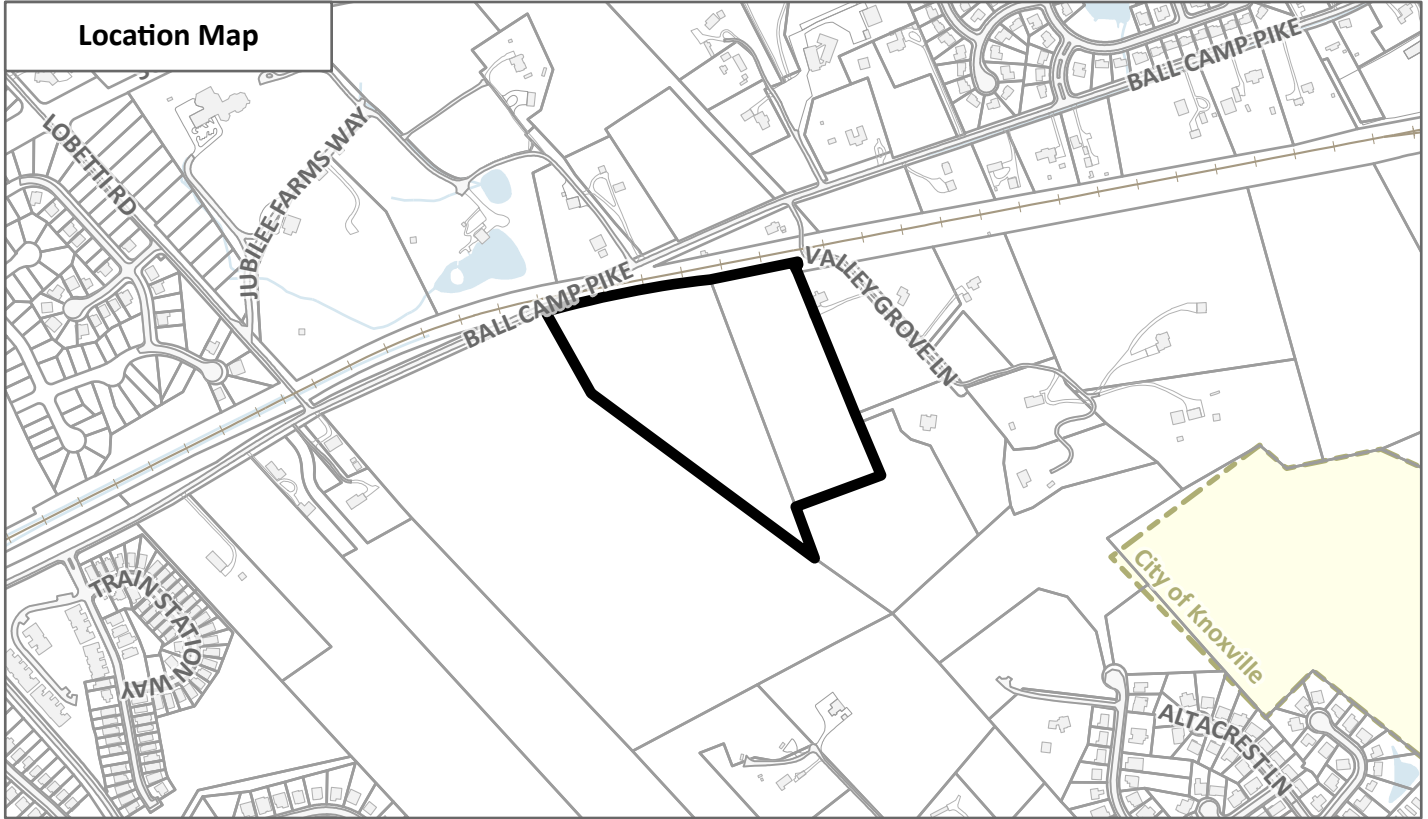 Location Map
BALL CAMP PIKE
LOBETTI RD
JUBILEE FARMS WAY
VALLEY GROVE LN
BALL CAMP PIKE
City of Knoxville
TRAIN STATION
WAY
ALTACREST LN